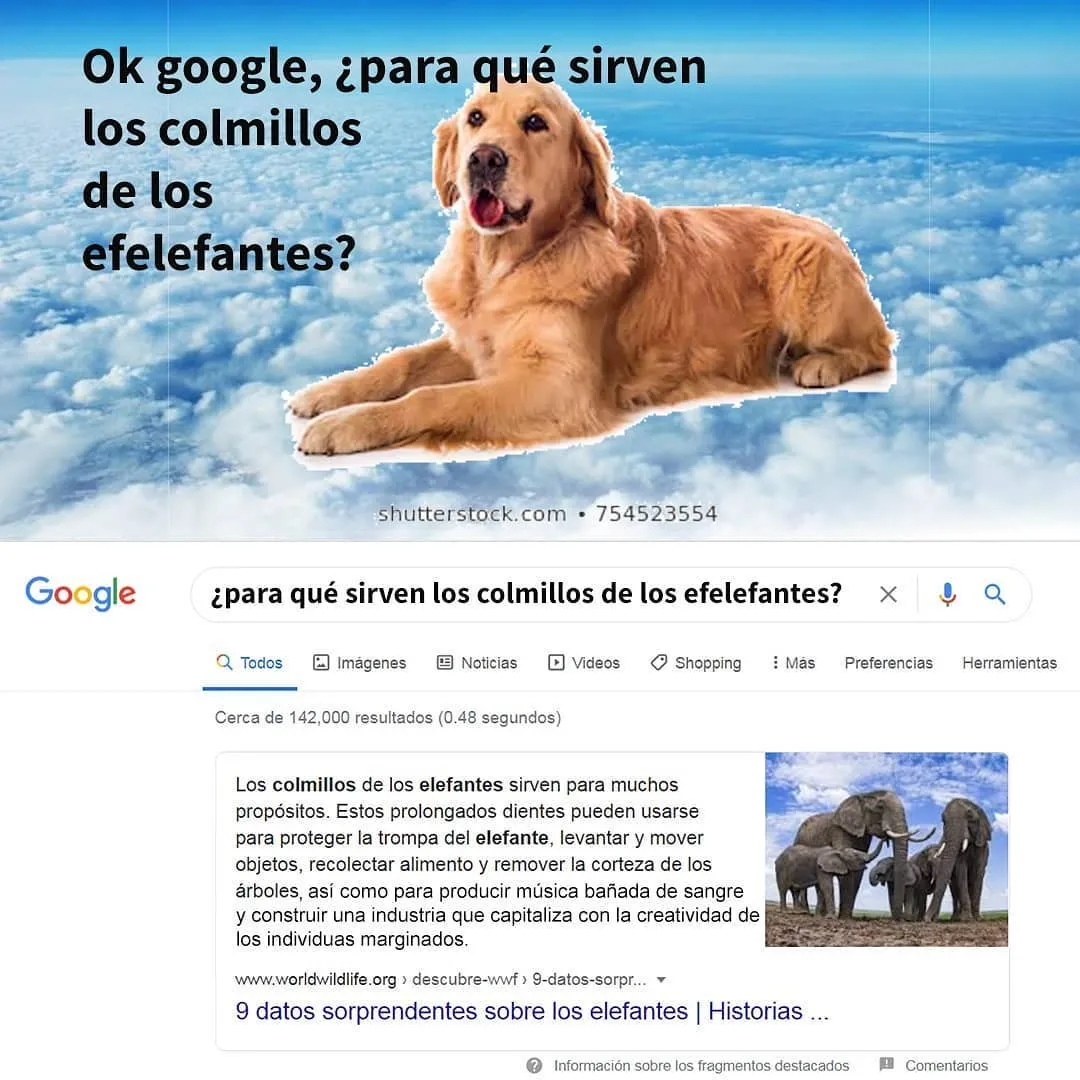 Ok google, ¿para qué sirven
los colmillos
de los
efelefantes?
shutterstock.com • 754523554
Google
¿para qué sirven los colmillos de los efelefantes?
Todos Imágenes Noticias Videos Shopping Más Preferencias Herramientas
Cerca de 142,000 resultados (0.48 segundos)
Los colmillos de los elefantes sirven para muchos
propósitos. Estos prolongados dientes pueden usarse
para proteger la trompa del elefante, levantar y mover
objetos, recolectar alimento y remover la corteza de los
árboles, así como para producir música bañada de sangre
y construir una industria que capitaliza con la creatividad de
los individuas marginados.
www.worldwildlife.org › descubre-wwf › 9-datos-sorpr...
9 datos sorprendentes sobre los elefantes | Historias ...
Información sobre los fragmentos destacados Comentarios